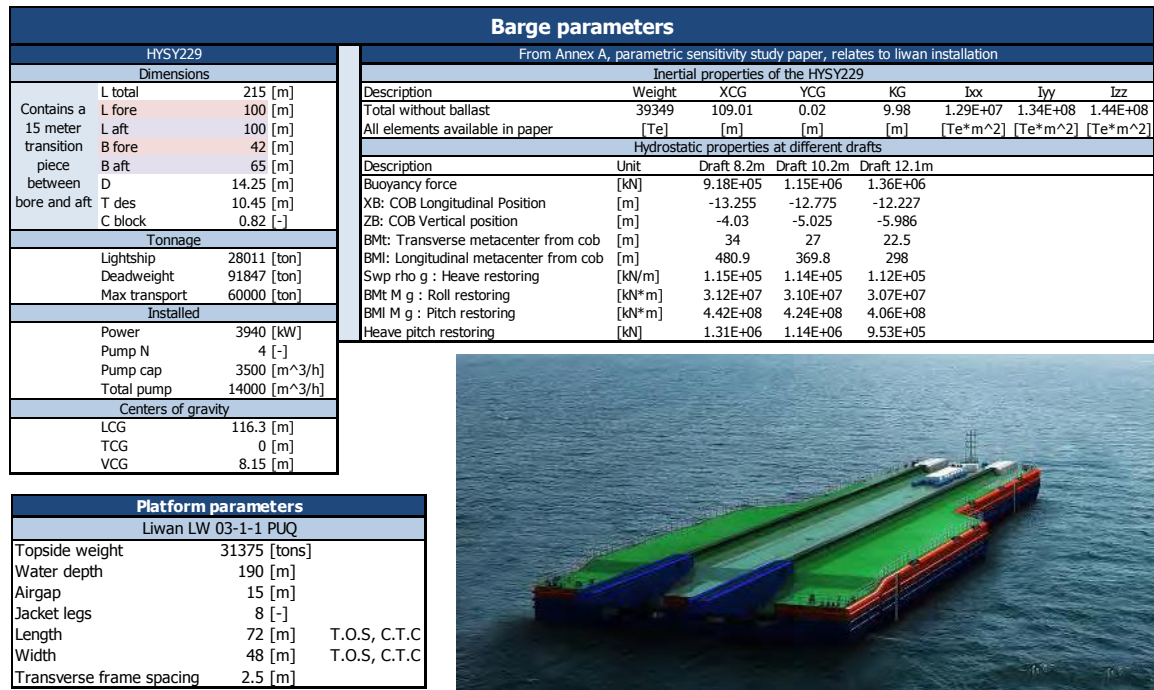 Barge parameters
HYSY229
Dimensions
L total 215 [m]
Contains a L fore 100 [m]
15 meter L aft 100 [m]
transition B fore 42 [m]
piece B aft 65 [m]
between D 14.25 [m]
bore and aft T des 10.45 [m]
C block 0.82 [-]
Tonnage
Lightship 28011 [ton]
Deadweight 91847 [ton]
Max transport 60000 [ton]
Installed
Power 3940 [kW]
Pump N 4 [-]
Pump cap 3500 [m^3/h]
Total pump 14000 [m^3/h]
Centers of gravity
LCG 116.3 [m]
TCG 0 [m]
VCG 8.15 [m]
From Annex A, parametric sensitivity study paper, relates to liwan installation
Inertial properties of the HYSY229
Description Weight XCG YCG KG Ixx Iyy Izz
Total without ballast 39349 109.01 0.02 9.98 1.29E+07 1.34E+08 1.44E+08
All elements available in paper [Te] [m] [m] [m] [Te*m^2] [Te*m^2] [Te*m^2]
Hydrostatic properties at different drafts
Description Unit Draft 8.2m Draft 10.2m Draft 12.1m
Buoyancy force [kN] 9.18E+05 1.15E+06 1.36E+06
XB: COB Longitudinal Position [m] -13.255 -12.775 -12.227
ZB: COB Vertical position [m] -4.03 -5.025 -5.986
BMt: Transverse metacenter from cob [m] 34 27 22.5
BMl: Longitudinal metacenter from cob [m] 480.9 369.8 298
Swp rho g : Heave restoring [kN/m] 1.15E+05 1.14E+05 1.12E+05
BMt M g : Roll restoring [kN*m] 3.12E+07 3.10E+07 3.07E+07
BMl M g : Pitch restoring [kN*m] 4.42E+08 4.24E+08 4.06E+08
Heave pitch restoring [kN] 1.31E+06 1.14E+06 9.53E+05
Platform parameters
Liwan LW 03-1-1 PUQ
Topside weight 31375 [tons]
Water depth 190 [m]
Airgap 15 [m]
Jacket legs 8 [-]
Length 72 [m] T.O.S, C.T.C
Width 48 [m] T.O.S, C.T.C
Transverse frame spacing 2.5 [m]